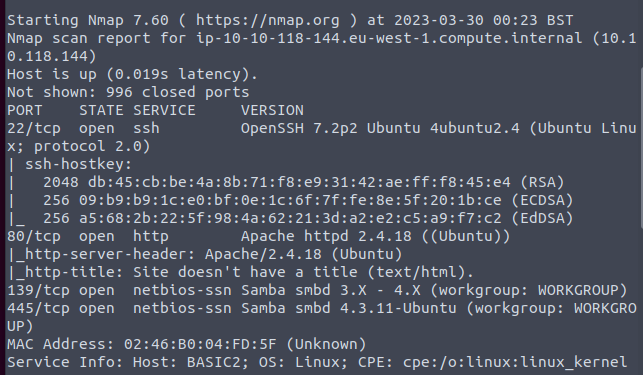 Starting Nmap 7.60 ( https://nmap.org ) at 2023-03-30 00:23 BST
Nmap scan report for ip-10-10-118-144.eu-west-1.compute.internal (10.1
0.118.144)
Host is up (0.019s latency).
Not shown: 996 closed ports
PORT    STATE SERVICE     VERSION
22/tcp  open  ssh         OpenSSH 7.2p2 Ubuntu 4ubuntu2.4 (Ubuntu Linu
x; protocol 2.0)
| ssh-hostkey:
|   2048 db:45:cb:be:4a:8b:71:f8:e9:31:42:ae:ff:f8:45:e4 (RSA)
|   256 09:b9:b9:1c:e0:bf:0e:1c:6f:7f:fe:8e:5f:20:1b:ce (ECDSA)
|_  256 a5:68:2b:22:5f:98:4a:62:21:3d:a2:e2:c5:a9:f7:c2 (EdDSA)
80/tcp  open  http        Apache httpd 2.4.18 ((Ubuntu))
|_http-server-header: Apache/2.4.18 (Ubuntu)
|_http-title: Site doesn't have a title (text/html).
139/tcp open  netbios-ssn Samba smbd 3.X - 4.X (workgroup: WORKGROUP)
445/tcp open  netbios-ssn Samba smbd 4.3.11-Ubuntu (workgroup: WORKGRO
UP)
MAC Address: 02:46:B0:04:FD:5F (Unknown)
Service Info: Host: BASIC2; OS: Linux; CPE: cpe:/o:linux:linux_kernel